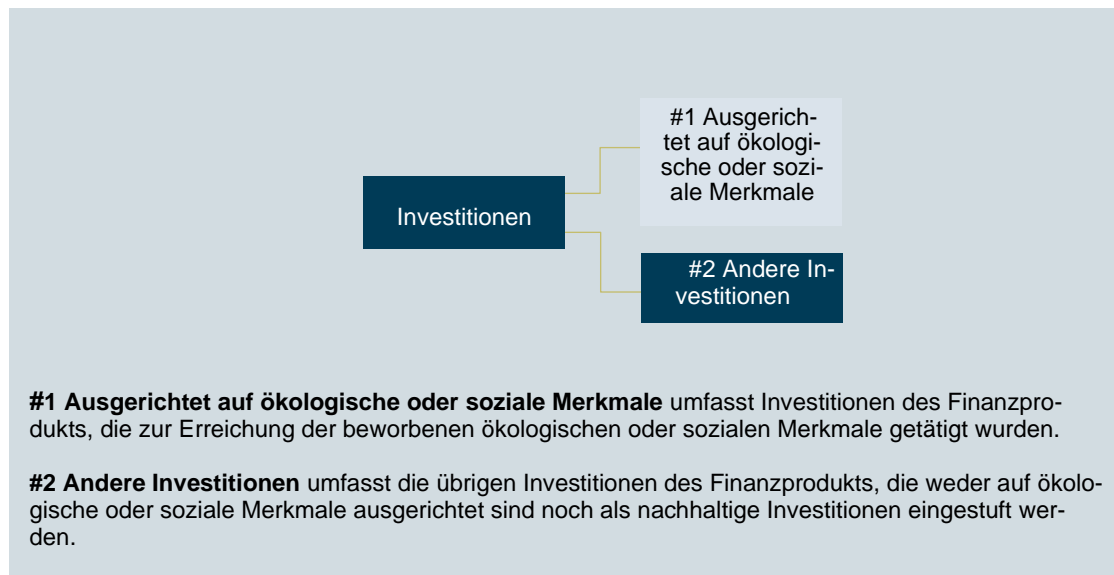 #1 Ausgerich-
tet auf ökologi-
sche oder sozi-
ale Merkmale
Investitionen
#2 Andere In-
vestitionen
#1 Ausgerichtet auf ökologische oder soziale Merkmale umfasst Investitionen des Finanzpro-
dukts, die zur Erreichung der beworbenen ökologischen oder sozialen Merkmale getätigt wurden.
#2 Andere Investitionen umfasst die übrigen Investitionen des Finanzprodukts, die weder auf ökolo-
gische oder soziale Merkmale ausgerichtet sind noch als nachhaltige Investitionen eingestuft wer-
den.